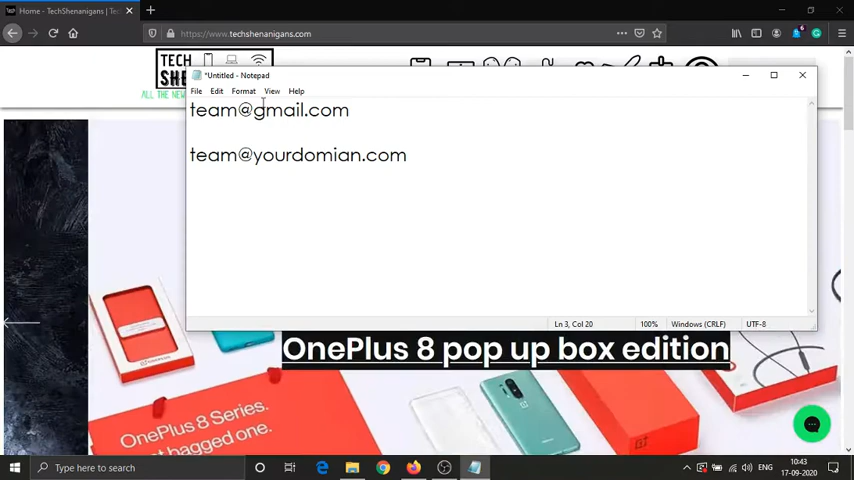 Home - TechShenanigans |
https://www.techshenanigans.com
TECH
SHE
ALL THE NEW
*Untitled - Notepad
File Edit Format View Help
team@gmail.com
team@yourdomian.com
Ln 3, Col 20 100% Windows (CRLF) UTF-8
OnePlus 8 pop up box edition
OnePlus 8 Series.
hagged one.
Type here to search
ENG
10:43
17-09-2020